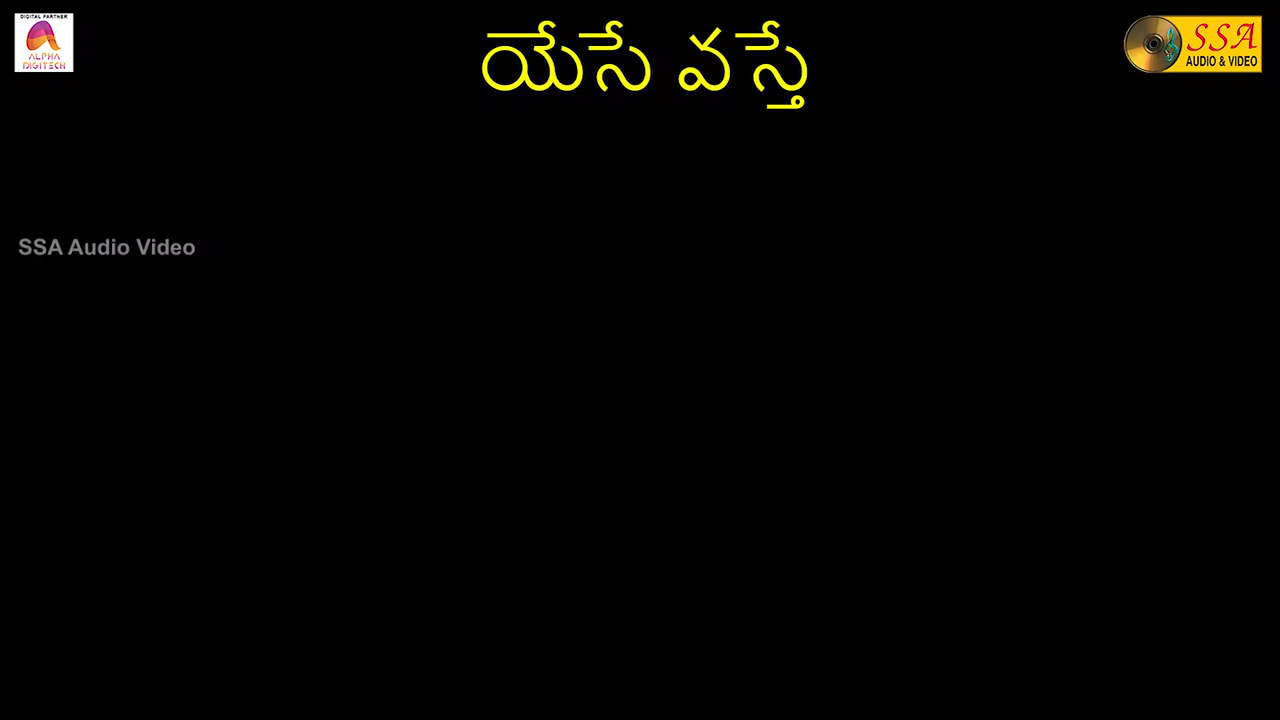 DIGITAL PARTNER
ALPHA
DIGITECH
యేసే వస్తే
SSA
AUDIO & VIDEO
SSA Audio Video